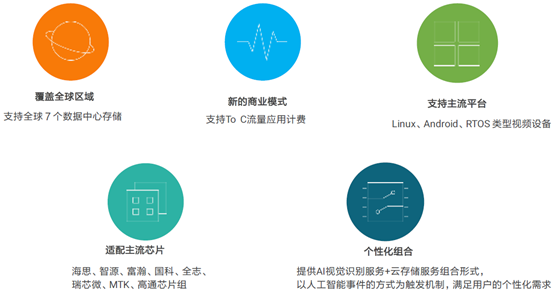 覆盖全球区域
支持全球7个数据中心存储
新的商业模式
支持To C流量应用计费
支持主流平台
Linux、Android、RTOS 类型视频设备
适配主流芯片
海思、智源、富瀚、国科、全志、
瑞芯微、MTK、高通芯片组
个性化组合
提供AI视觉识别服务+云存储服务组合形式，
以人工智能事件的方式为触发机制，满足用户的个性化需求